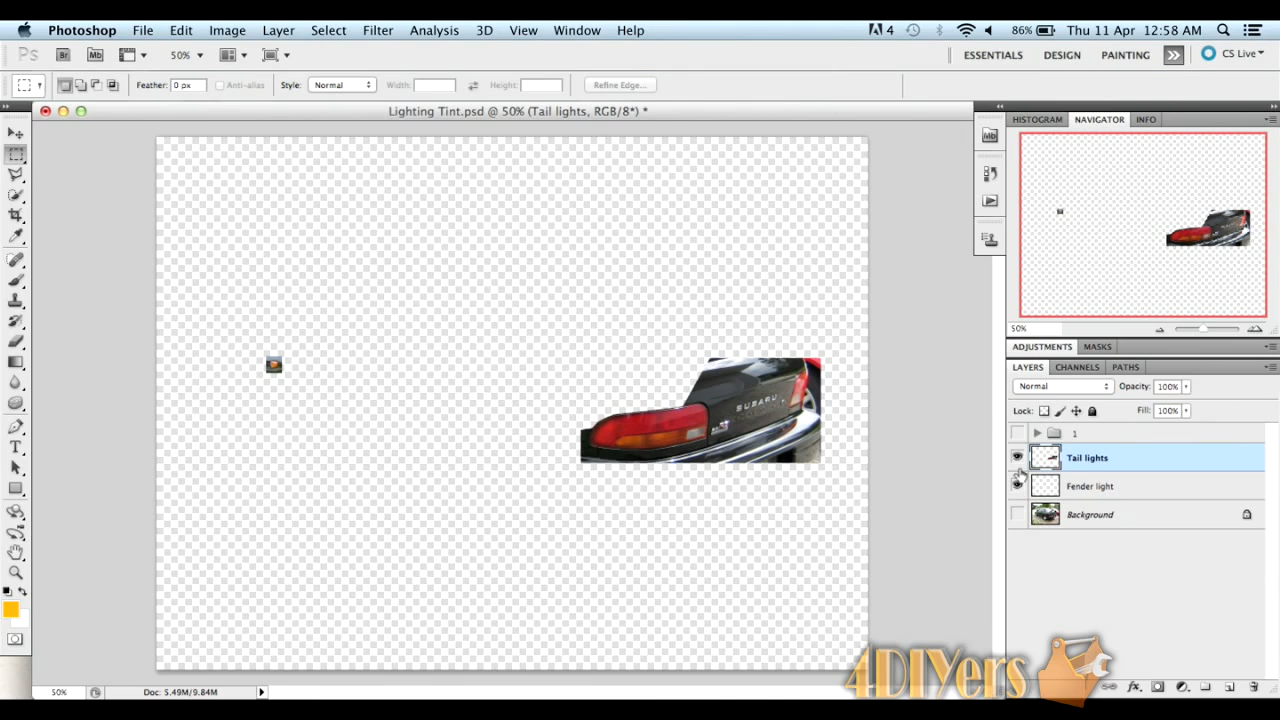 Photoshop File Edit Image Layer Select Filter Analysis 3D View Window Help 4 86% Thu 11 Apr 12:58 AM
Ps Br Mb 50% ESSENTIALS DESIGN PAINTING CS Live
Feather: 0 px Anti-alias Style: Normal Width: Height: Refine Edge...
Lighting Tint.psd @ 50% (Tail lights, RGB/8*) *
HISTOGRAM NAVIGATOR INFO
Mb
50%
ADJUSTMENTS MASKS
LAYERS CHANNELS PATHS
Normal Opacity: 100%
Lock: Fill: 100%
1
Tail lights
Fender light
Background
SUBARU
50% Doc: 5.49M/9.84M
4DIYers
fx